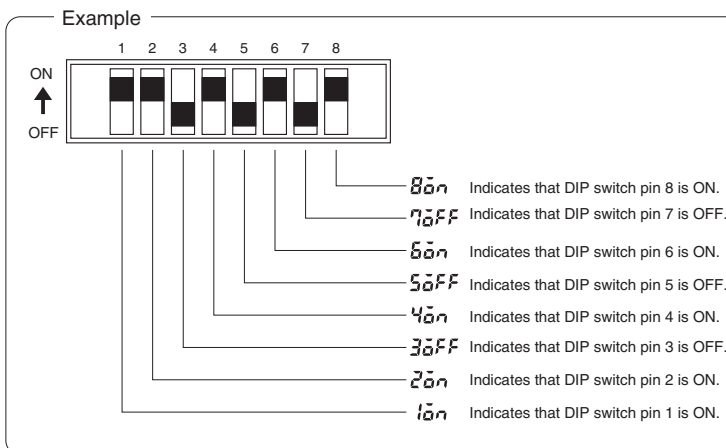 Example
1 2 3 4 5 6 7 8
ON
OFF
8on Indicates that DIP switch pin 8 is ON.
7oFF Indicates that DIP switch pin 7 is OFF.
6on Indicates that DIP switch pin 6 is ON.
5oFF Indicates that DIP switch pin 5 is OFF.
4on Indicates that DIP switch pin 4 is ON.
3oFF Indicates that DIP switch pin 3 is OFF.
2on Indicates that DIP switch pin 2 is ON.
1on Indicates that DIP switch pin 1 is ON.